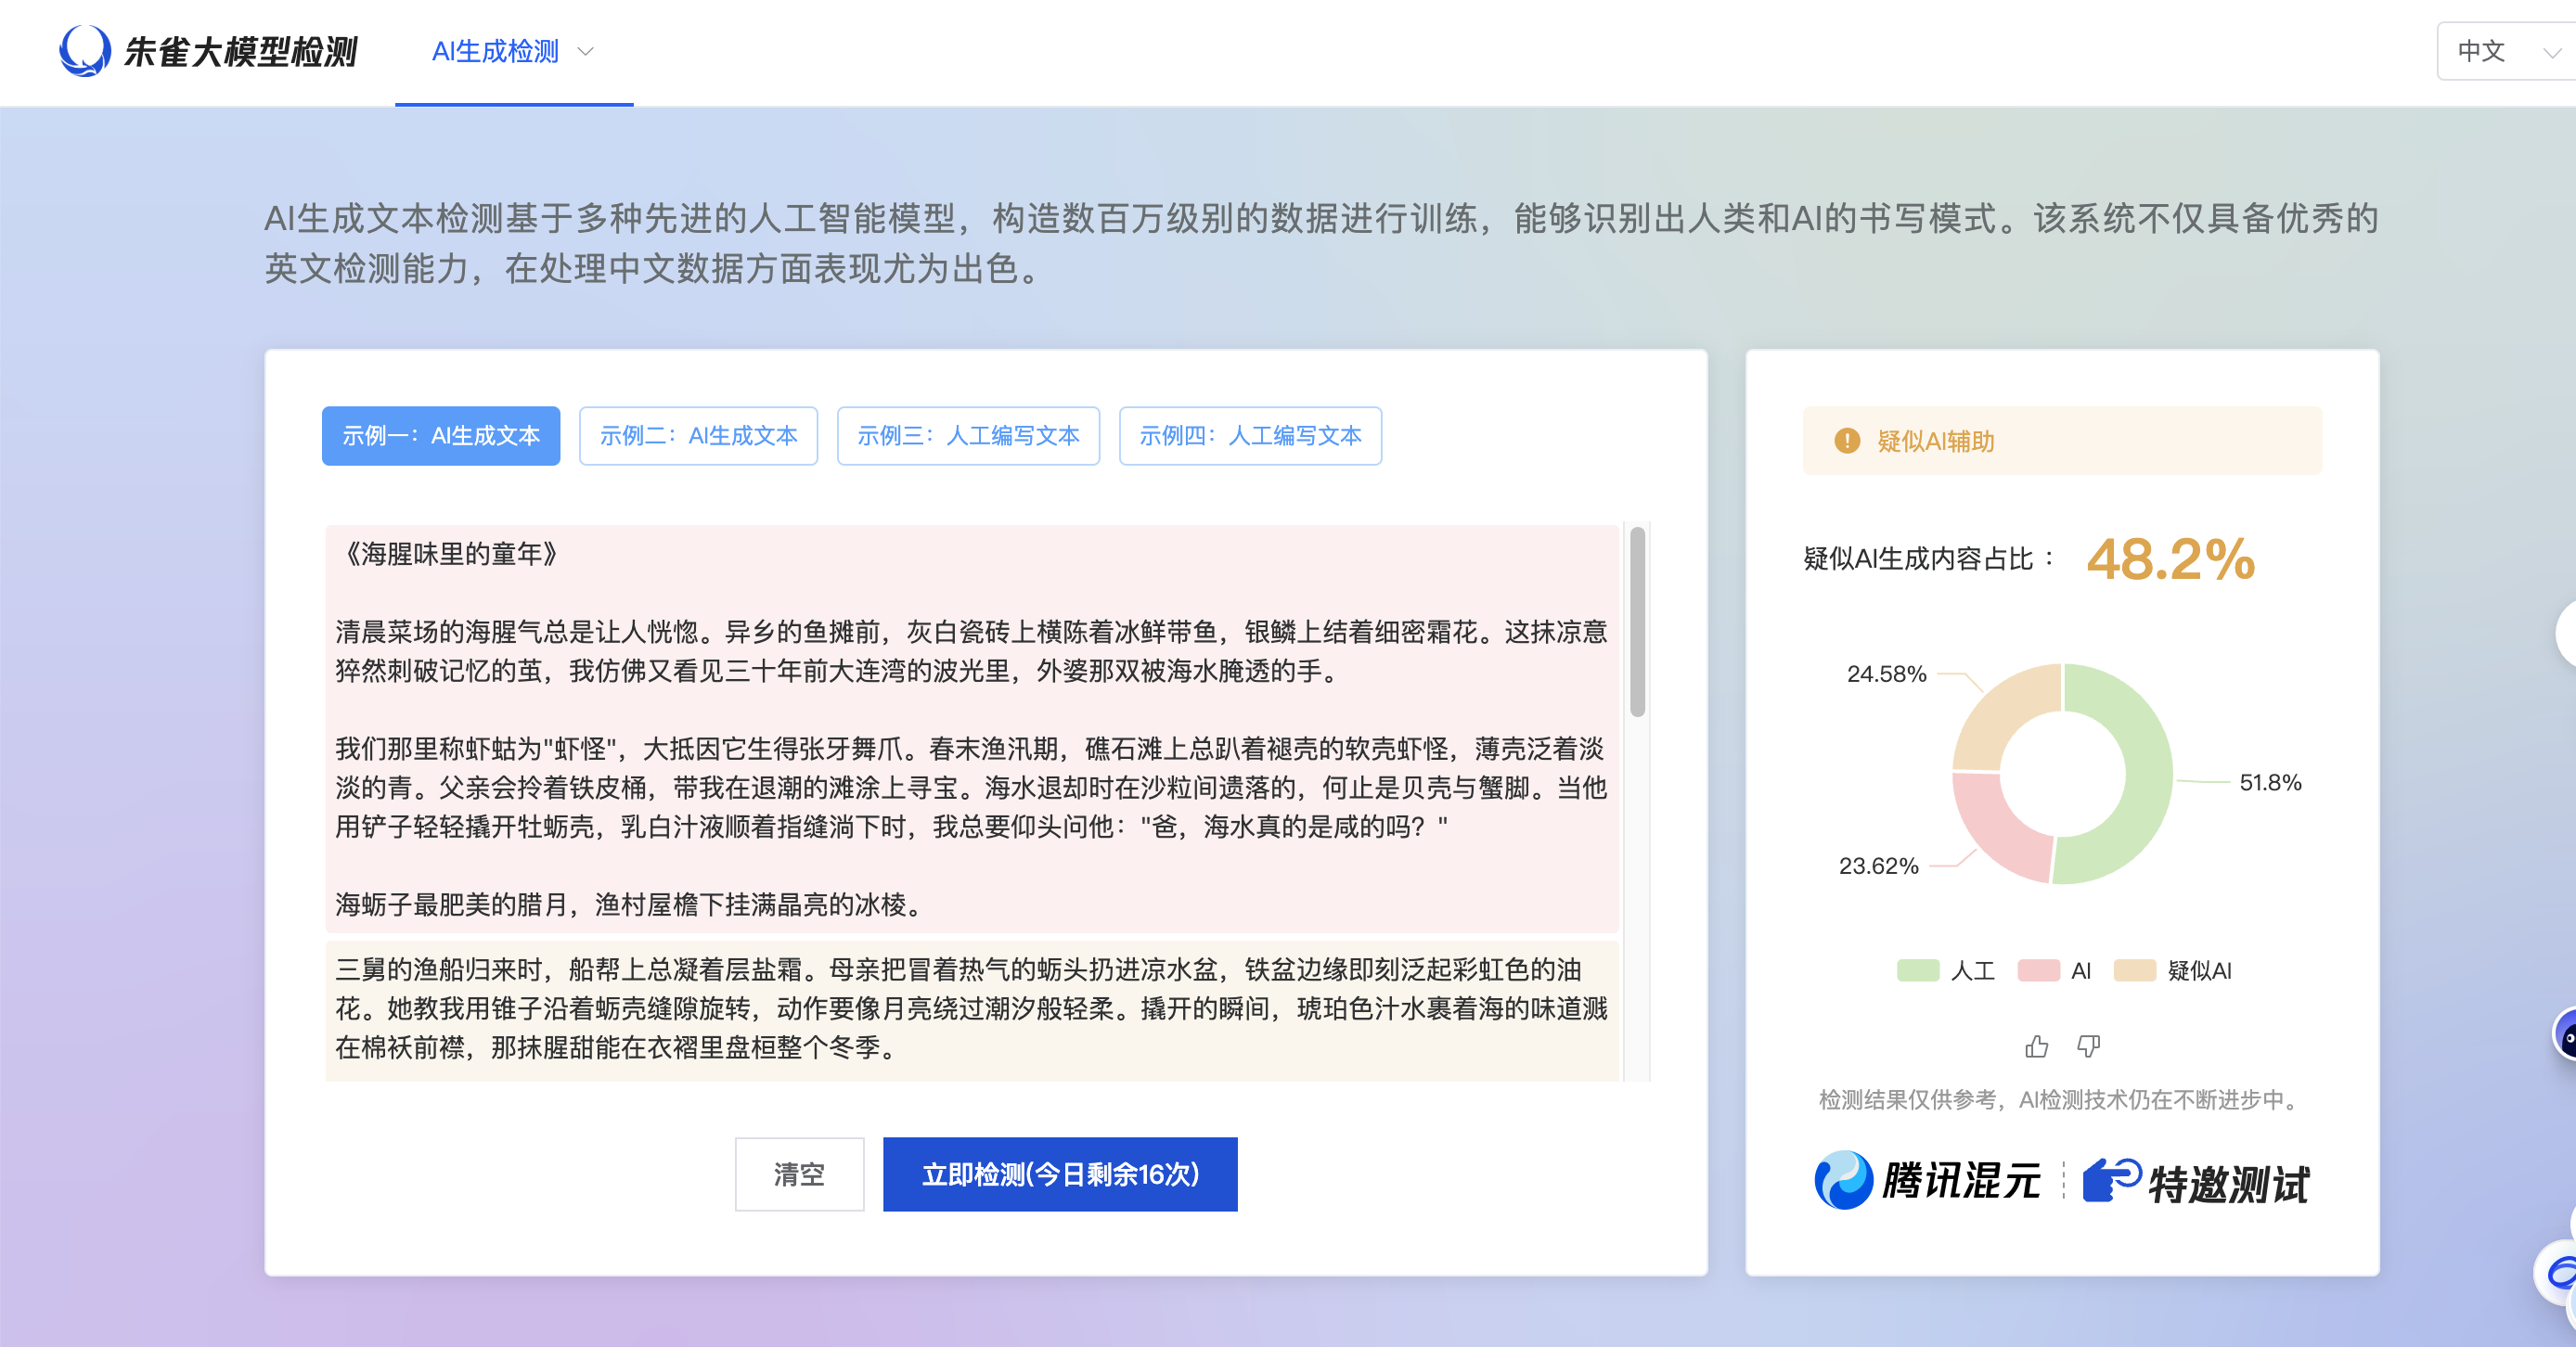 朱雀大模型检测
AI生成检测
中文
AI生成文本检测基于多种先进的人工智能模型，构造数百万级别的数据进行训练，能够识别出人类和AI的书写模式。该系统不仅具备优秀的
英文检测能力，在处理中文数据方面表现尤为出色。
示例一：AI生成文本
示例二：AI生成文本
示例三：人工编写文本
示例四：人工编写文本
《海腥味里的童年》
清晨菜场的海腥气总是让人恍惚。异乡的鱼摊前，灰白瓷砖上横陈着冰鲜带鱼，银鳞上结着细密霜花。这抹凉意
猝然刺破记忆的茧，我仿佛又看见三十年前大连湾的波光里，外婆那双被海水腌透的手。
我们那里称虾蛄为"虾怪"，大抵因它生得张牙舞爪。春末渔汛期，礁石滩上总趴着褪壳的软壳虾怪，薄壳泛着淡
淡的青。父亲会拎着铁皮桶，带我在退潮的滩涂上寻宝。海水退却时在沙粒间遗落的，何止是贝壳与蟹脚。当他
用铲子轻轻撬开牡蛎壳，乳白汁液顺着指缝淌下时，我总要仰头问他："爸，海水真的是咸的吗？"
海蛎子最肥美的腊月，渔村屋檐下挂满晶亮的冰棱。
三舅的渔船归来时，船帮上总凝着层盐霜。母亲把冒着热气的蛎头扔进凉水盆，铁盆边缘即刻泛起彩虹色的油
花。她教我用锥子沿着蛎壳缝隙旋转，动作要像月亮绕过潮汐般轻柔。撬开的瞬间，琥珀色汁水裹着海的味道溅
在棉袄前襟，那抹腥甜能在衣褶里盘桓整个冬季。
清空
立即检测(今日剩余16次)
疑似AI辅助
疑似AI生成内容占比：
48.2%
24.58%
51.8%
23.62%
人工
AI
疑似AI
检测结果仅供参考，AI检测技术仍在不断进步中。
腾讯混元
特邀测试